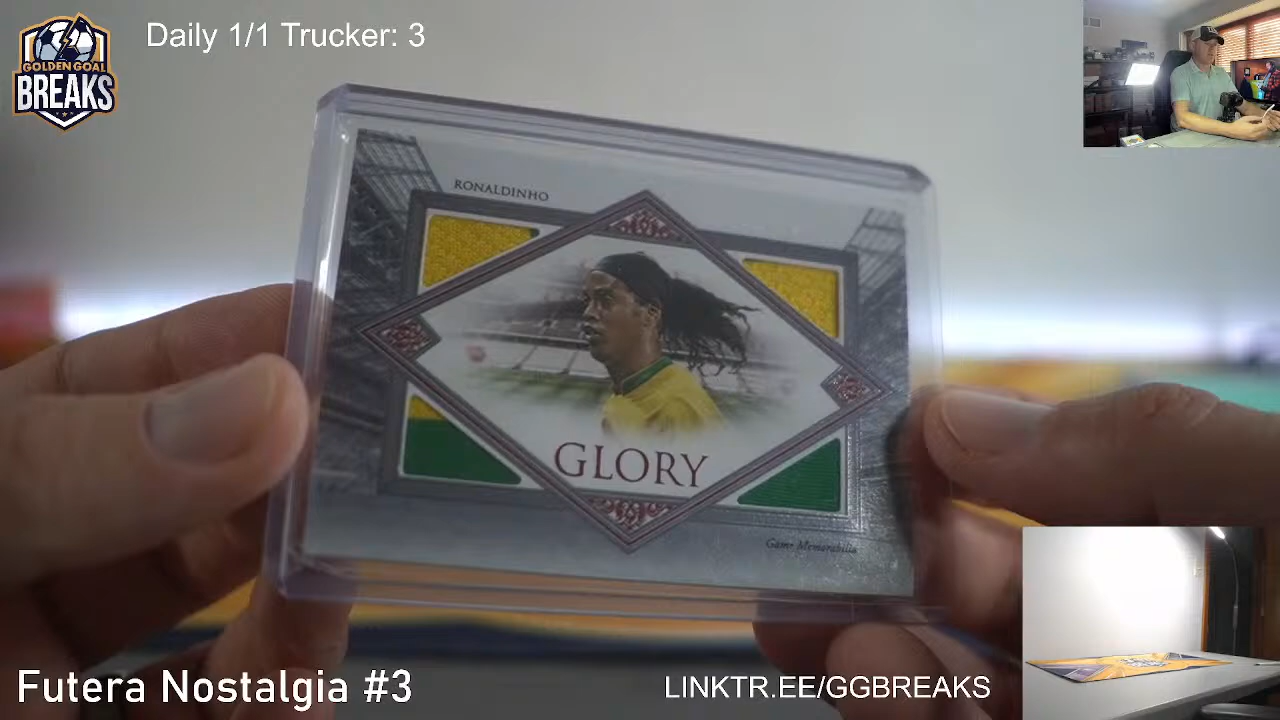 GOLDEN GOAL
BREAKS
Daily 1/1 Trucker: 3
RONALDINHO
GLORY
Game Memorabilia
Futera Nostalgia #3
LINKTR.EE/GGBREAKS